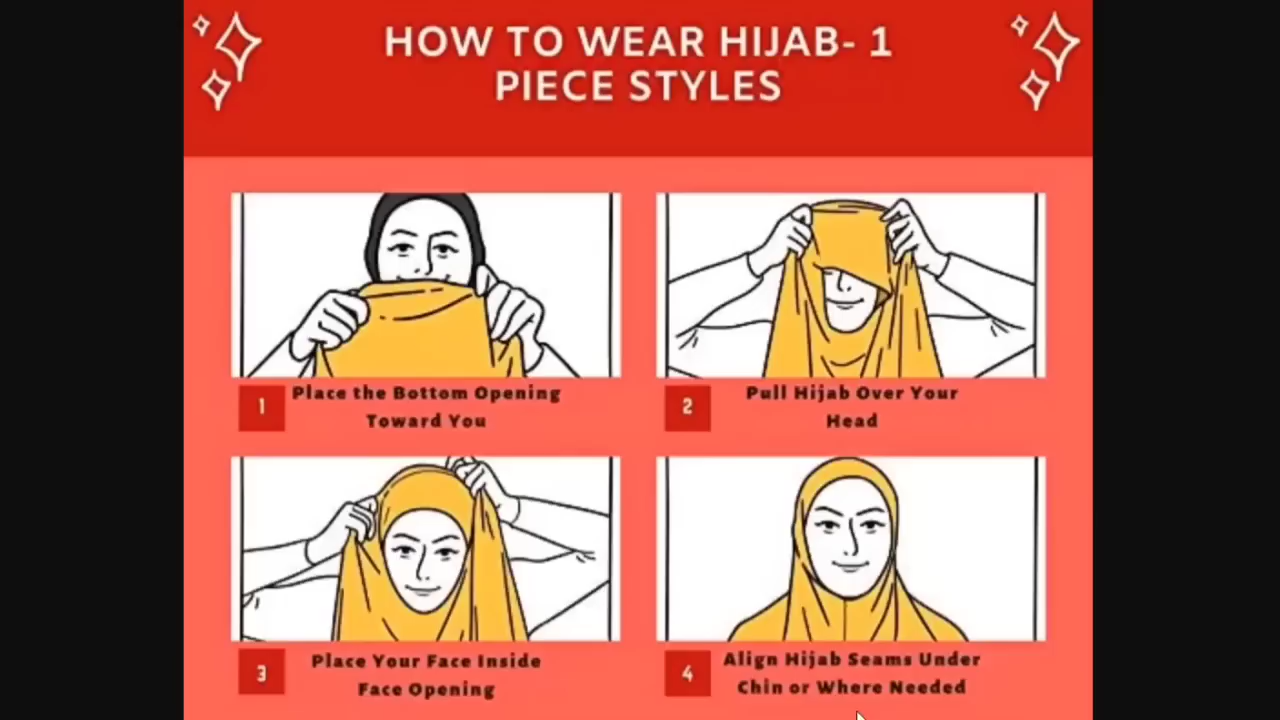 HOW TO WEAR HIJAB- 1
PIECE STYLES
1
Place the Bottom Opening
Toward You
2
Pull Hijab Over Your
Head
3
Place Your Face Inside
Face Opening
4
Align Hijab Seams Under
Chin or Where Needed